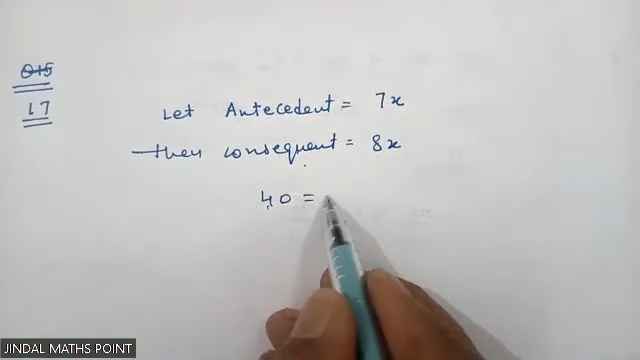 Q15
17
Let Antecedent = 7x
then consequent = 8x
40 =
JINDAL MATHS POINT